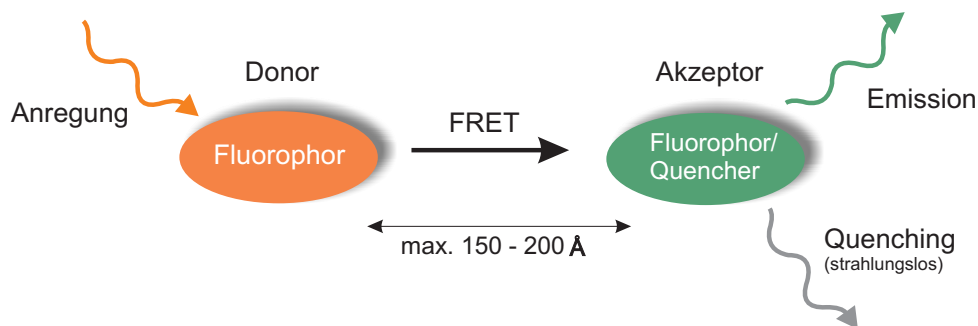 Donor
Akzeptor
Anregung
Emission
FRET
Fluorophor
Fluorophor/
Quencher
max. 150 - 200 Å
Quenching
(strahlungslos)